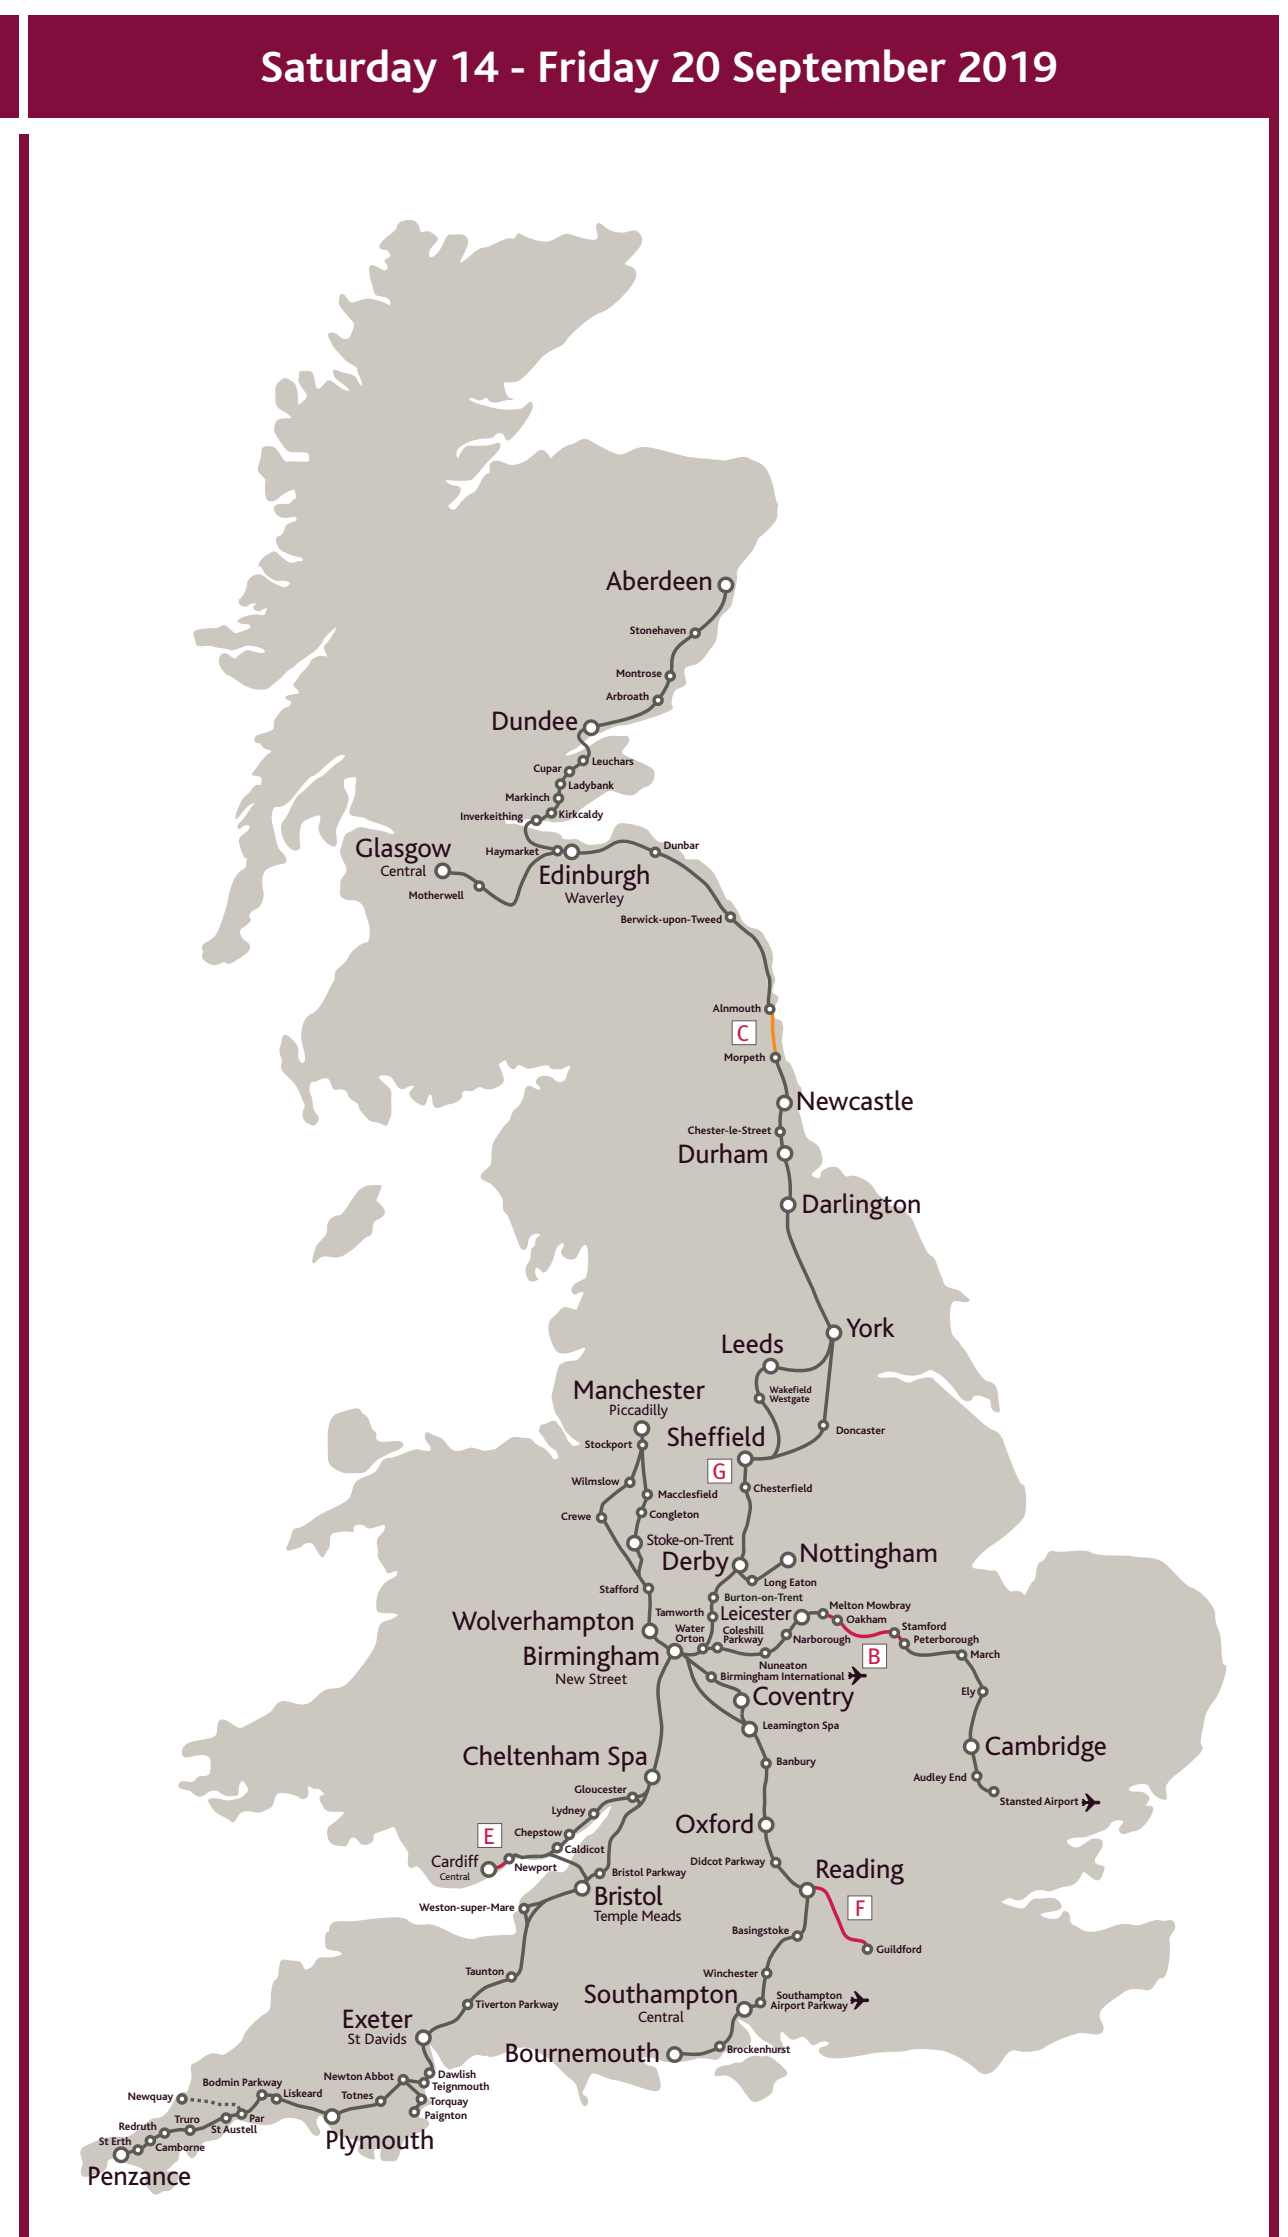 Saturday 14 - Friday 20 September 2019
Aberdeen
Stonehaven
Montrose
Arbroath
Dundee
Leuchars
Cupar
Ladybank
Markinch
Kirkcaldy
Inverkeithing
Glasgow
Central
Haymarket
Dunbar
Edinburgh
Waverley
Motherwell
Berwick-upon-Tweed
Alnmouth
C
Morpeth
Newcastle
Chester-le-Street
Durham
Darlington
York
Leeds
Wakefield
Westgate
Manchester
Piccadilly
Doncaster
Sheffield
Stockport
G
Wilmslow
Chesterfield
Macclesfield
Crewe
Congleton
Stoke-on-Trent
Derby
Nottingham
Long Eaton
Stafford
Burton-on-Trent
Tamworth
Leicester
Melton Mowbray
Oakham
Wolverhampton
Water
Orton
Coleshill
Parkway
Narborough
Stamford
Peterborough
B
March
Birmingham
New Street
Nuneaton
Birmingham International
Ely
Coventry
Leamington Spa
Cambridge
Cheltenham Spa
Banbury
Audley End
Gloucester
Stansted Airport
Lydney
Oxford
Chepstow
E
Caldicot
Cardiff
Central
Newport
Didcot Parkway
Reading
Bristol Parkway
Bristol
Temple Meads
Weston-super-Mare
F
Basingstoke
Guildford
Taunton
Winchester
Southampton
Central
Southampton
Airport Parkway
Tiverton Parkway
Exeter
St Davids
Bournemouth
Brockenhurst
Newton Abbot
Dawlish
Teignmouth
Bodmin Parkway
Liskeard
Totnes
Torquay
Paignton
Newquay
Par
St Austell
Truro
Redruth
Plymouth
St Erth
Camborne
Penzance